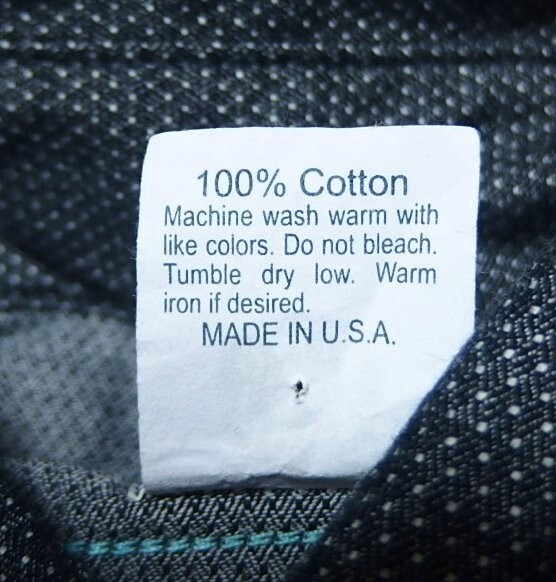 100% Cotton
Machine wash warm with
like colors. Do not bleach.
Tumble dry low. Warm
iron if desired.
MADE IN U.S.A.